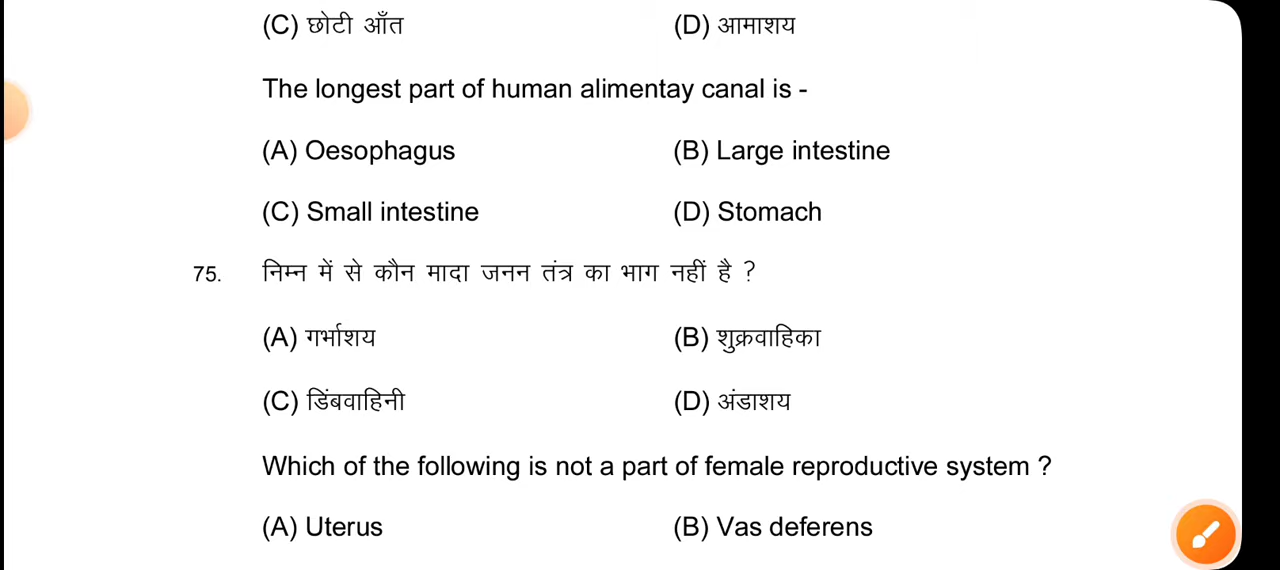 (C) छोटी आँत (D) आमाशय
The longest part of human alimentay canal is -
(A) Oesophagus (B) Large intestine
(C) Small intestine (D) Stomach
75. निम्न में से कौन मादा जनन तंत्र का भाग नहीं है ?
(A) गर्भाशय (B) शुक्रवाहिका
(C) डिंबवाहिनी (D) अंडाशय
Which of the following is not a part of female reproductive system ?
(A) Uterus (B) Vas deferens